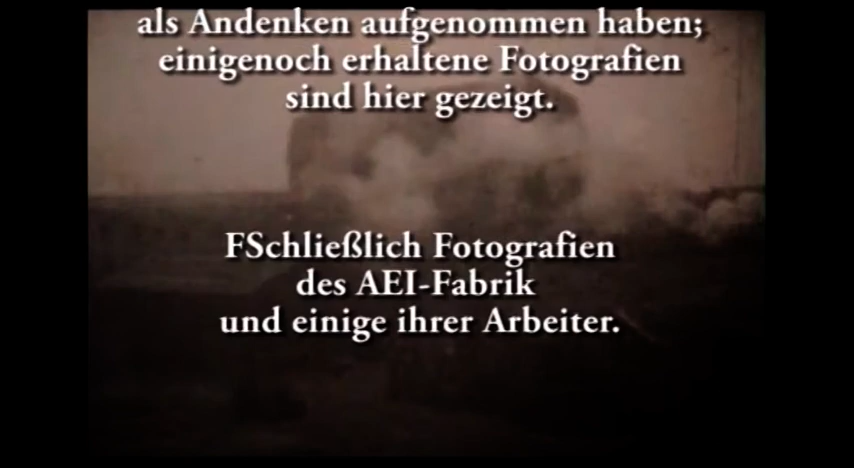 als Andenken aufgenommen haben;
einigenoch erhaltene Fotografien
sind hier gezeigt.
FSchließlich Fotografien
des AEI-Fabrik
und einige ihrer Arbeiter.